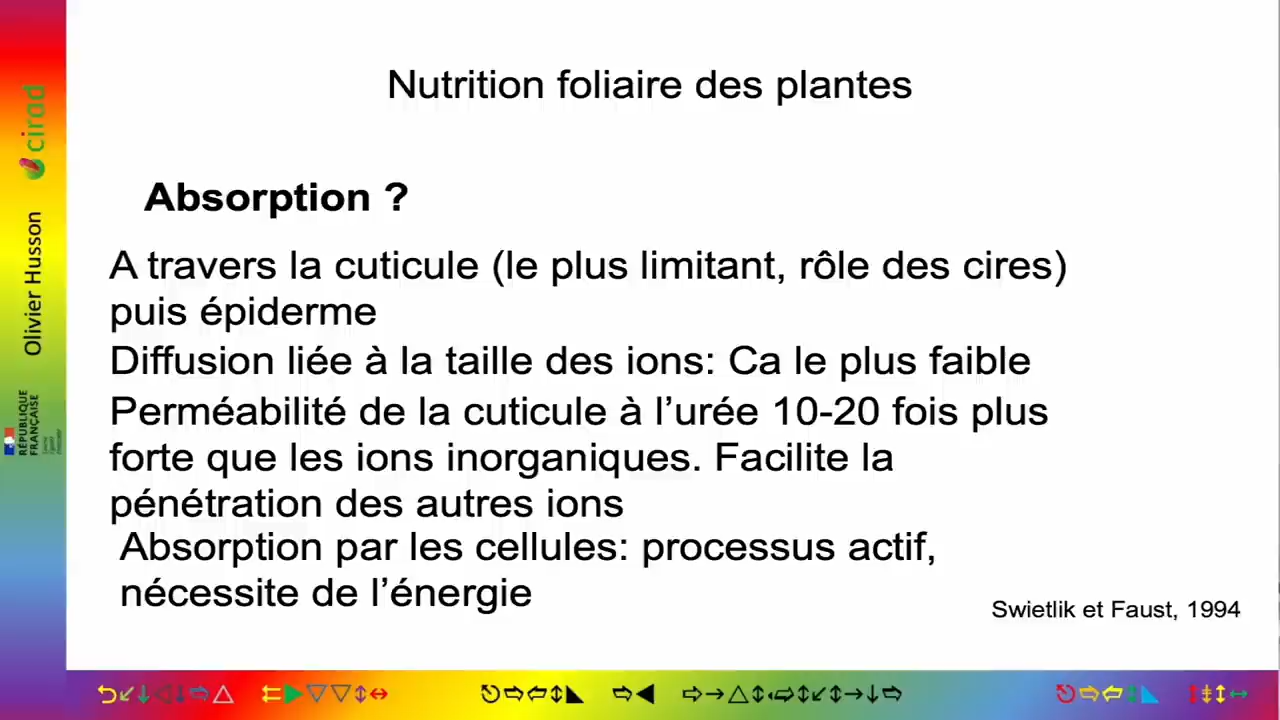 Nutrition foliaire des plantes
Absorption ?
A travers la cuticule (le plus limitant, rôle des cires)
puis épiderme
Diffusion liée à la taille des ions: Ca le plus faible
Perméabilité de la cuticule à l’urée 10-20 fois plus
forte que les ions inorganiques. Facilite la
pénétration des autres ions
Absorption par les cellules: processus actif,
nécessite de l’énergie
Swietlik et Faust, 1994
cirad
Olivier Husson
RÉPUBLIQUE
FRANÇAISE